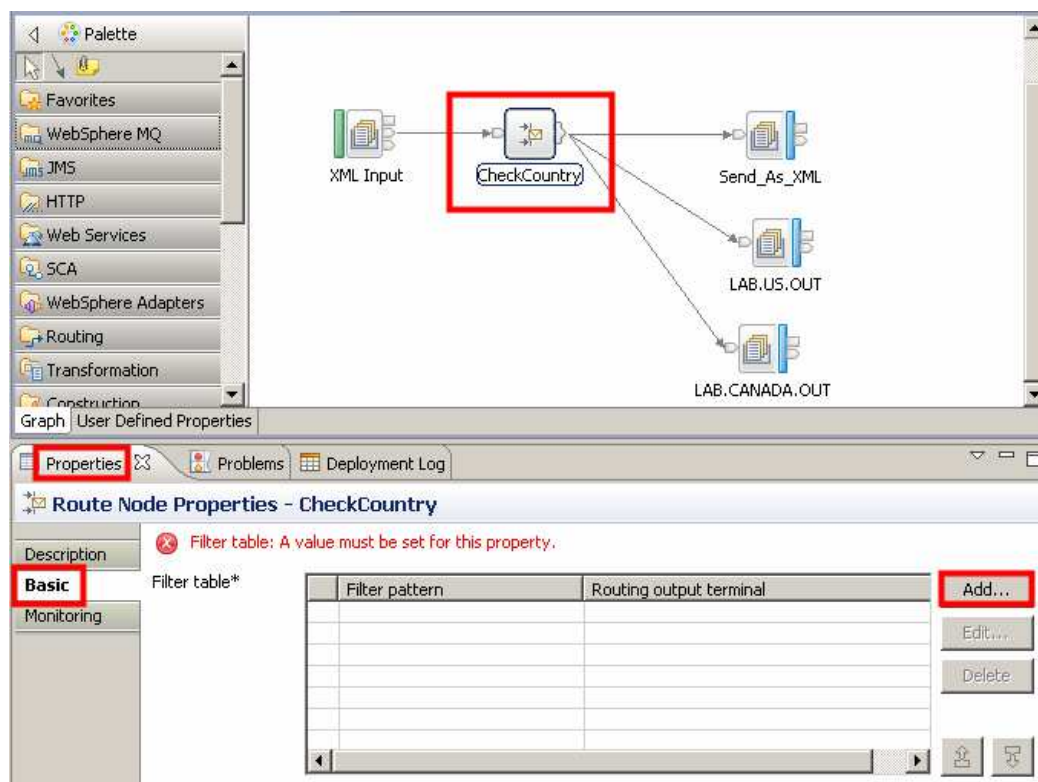 Palette
Favorites
WebSphere MQ
JMS
HTTP
Web Services
SCA
WebSphere Adapters
Routing
Transformation
Construction
Graph User Defined Properties
XML Input
CheckCountry
Send_As_XML
LAB.US.OUT
LAB.CANADA.OUT
Properties Problems Deployment Log
Route Node Properties - CheckCountry
Description
Basic
Monitoring
Filter table: A value must be set for this property.
Filter table*
Filter pattern Routing output terminal
Add...
Edit...
Delete